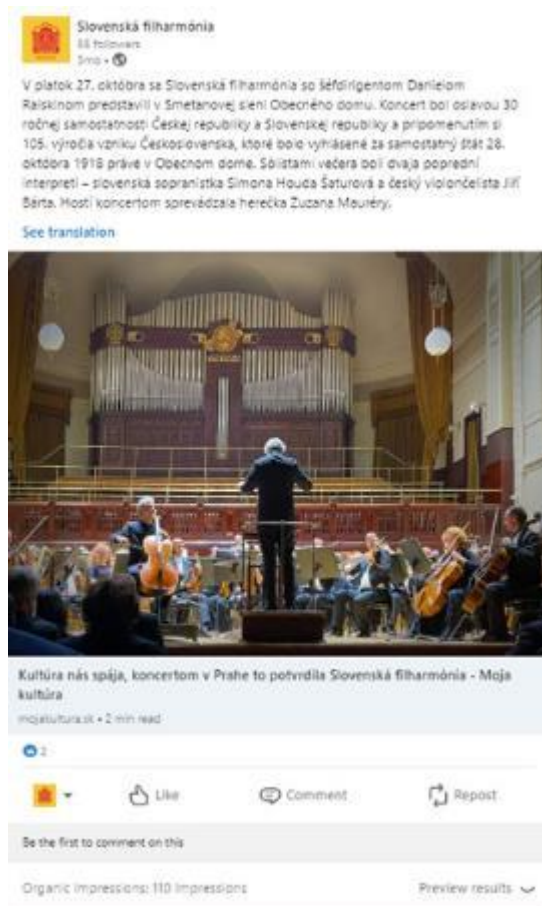 Slovenská filharmónia
88 followers
5mo •
V piatok 27. októbra sa Slovenská filharmónia so šéfdirigentom Danielom
Raiskinom predstavili v Smetanovej sieni Obecného domu. Koncert bol oslavou 30
ročnej samostatnosti Českej republiky a Slovenskej republiky a pripomenutím si
105. výročia vzniku Československa, ktoré bolo vyhlásené za samostatný štát 28.
októbra 1918 práve v Obecnom dome. Sólistami večera boli dvaja poprední
interpreti – slovenská sopranistka Simona Houda Šaturová a český violončelista Jiří
Bárta. Hostí koncertom sprevádzala herečka Zuzana Mauréry.
See translation
Kultúra nás spája, koncertom v Prahe to potvrdila Slovenská filharmónia - Moja
kultúra
mojakultura.sk • 2 min read
2
Like Comment Repost
Be the first to comment on this
Organic impressions: 110 Impressions Preview results